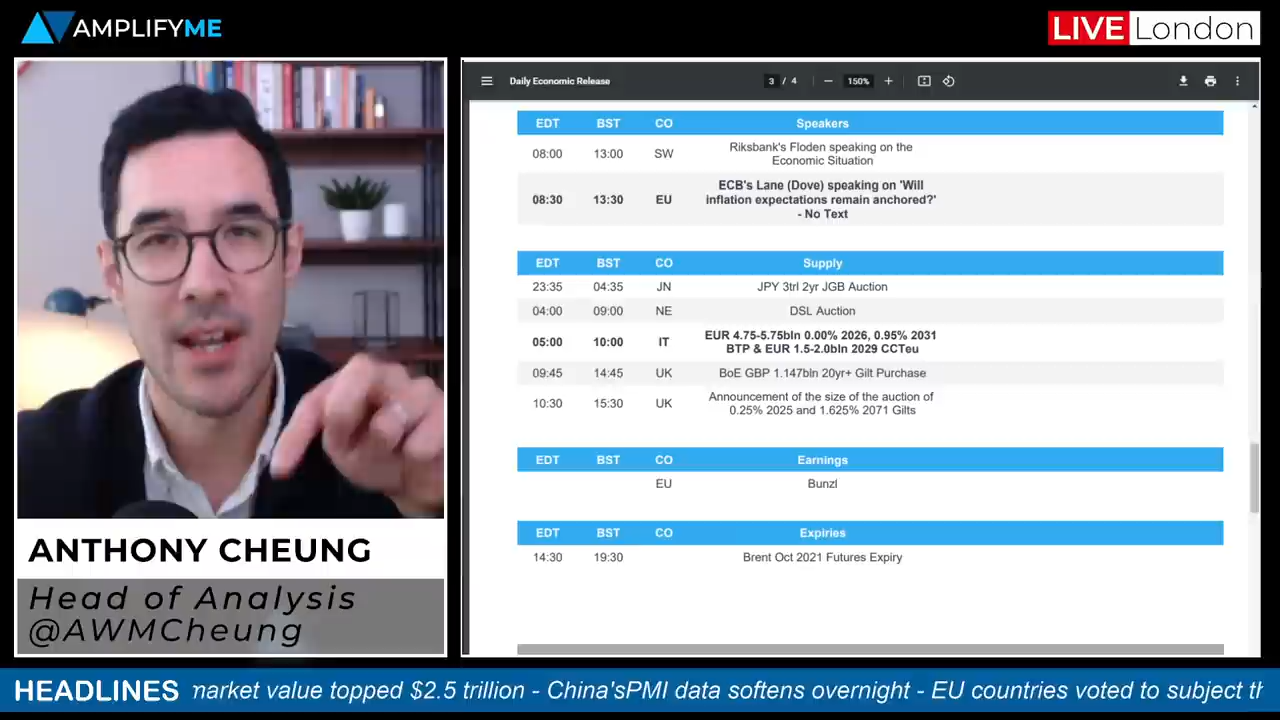 AMPLIFYME
LIVE London
Daily Economic Release
3 / 4
150%
EDT BST CO Speakers
08:00 13:00 SW Riksbank's Floden speaking on the
Economic Situation
08:30 13:30 EU ECB's Lane (Dove) speaking on 'Will
inflation expectations remain anchored?'
- No Text
EDT BST CO Supply
23:35 04:35 JN JPY 3trl 2yr JGB Auction
04:00 09:00 NE DSL Auction
05:00 10:00 IT EUR 4.75-5.75bln 0.00% 2026, 0.95% 2031
BTP & EUR 1.5-2.0bln 2029 CCTeu
09:45 14:45 UK BoE GBP 1.147bln 20yr+ Gilt Purchase
10:30 15:30 UK Announcement of the size of the auction of
0.25% 2025 and 1.625% 2071 Gilts
EDT BST CO Earnings
EU Bunzl
EDT BST CO Expiries
14:30 19:30 Brent Oct 2021 Futures Expiry
ANTHONY CHEUNG
Head of Analysis
@AWMCheung
HEADLINES market value topped $2.5 trillion - China'sPMI data softens overnight - EU countries voted to subject th